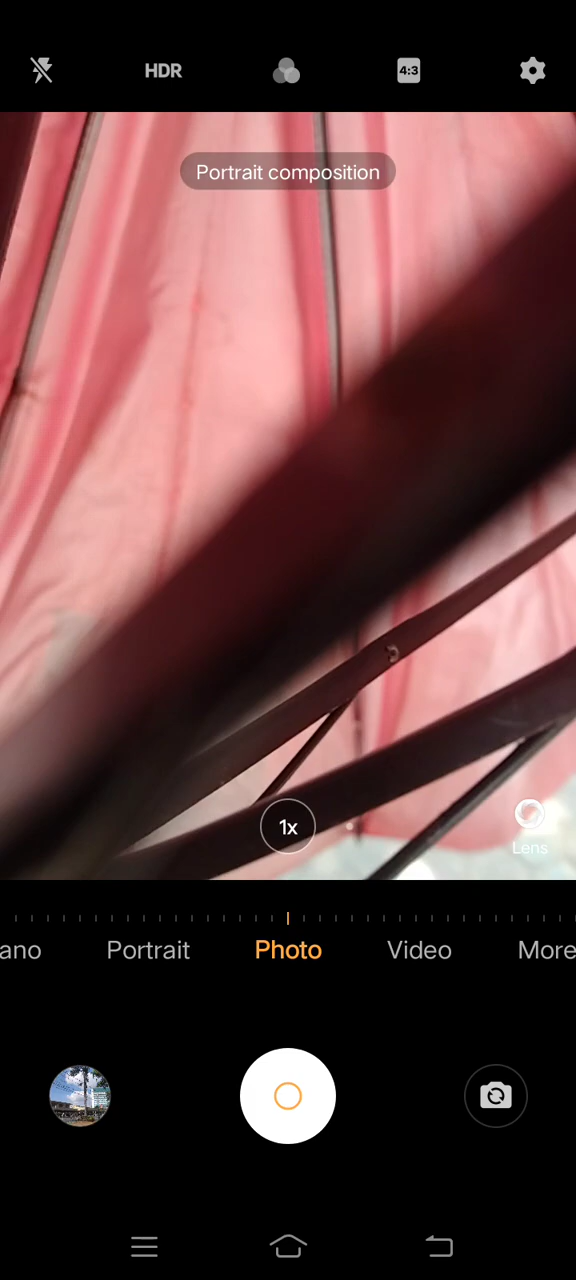 HDR
4:3
Portrait composition
1x
Lens
ano
Portrait
Photo
Video
More